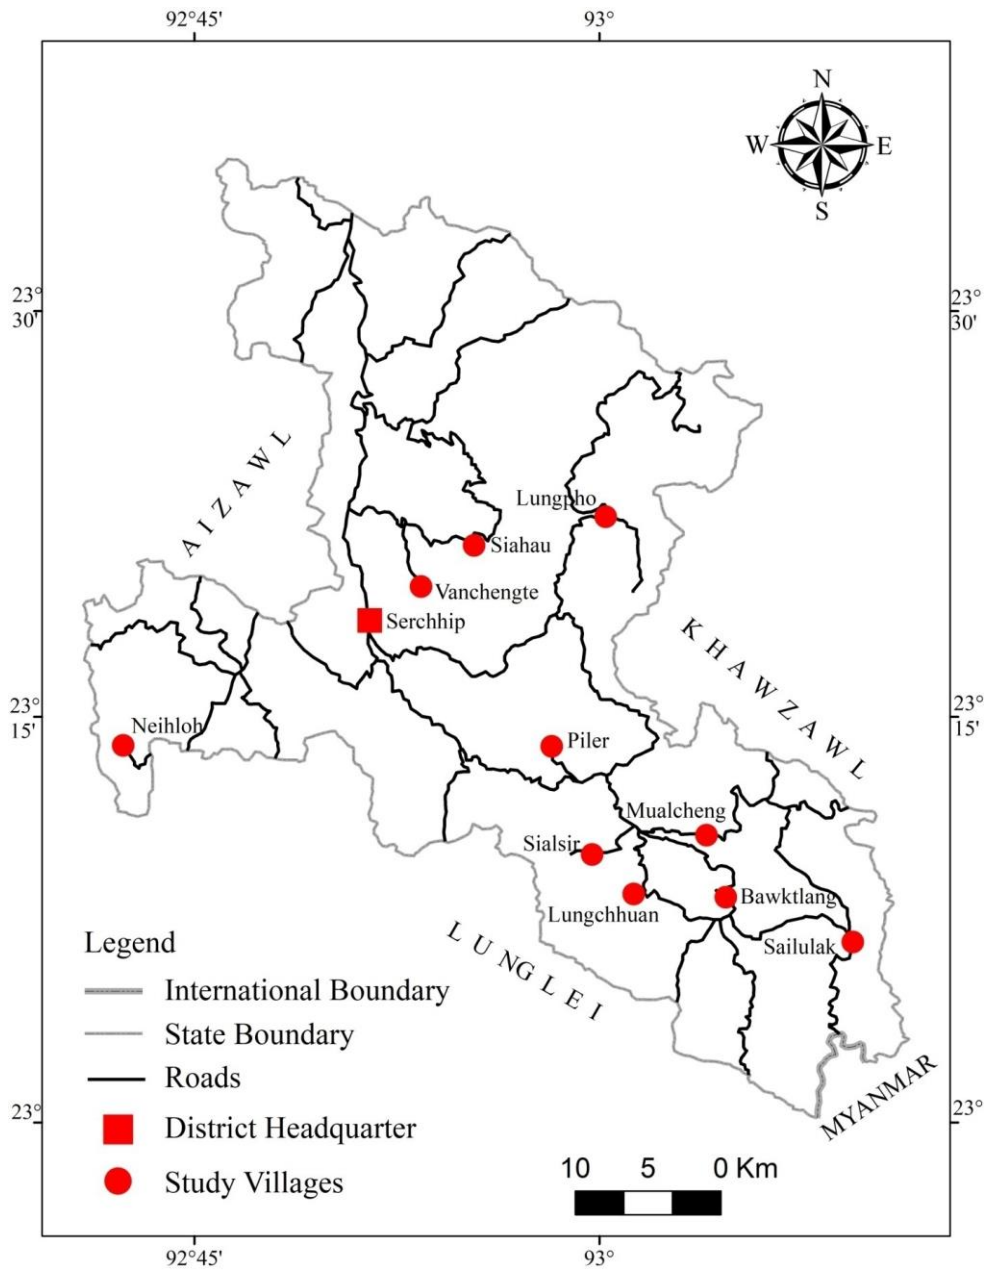 92°45' 93°
N
W E
S
23°
30'
23°
30'
AIZAWL
Lungpho
Siahau
Vanchengte
Serchhip
KHAWZAWL
23°
15'
23°
15'
Neihloh
Piler
Mualcheng
Sialsir
Bawktlang
Lungchhuan
Sailulak
LUNGLEI
Legend
International Boundary
State Boundary
Roads
District Headquarter
Study Villages
MYANMAR
23° 23°
10 5 0 Km
92°45' 93°